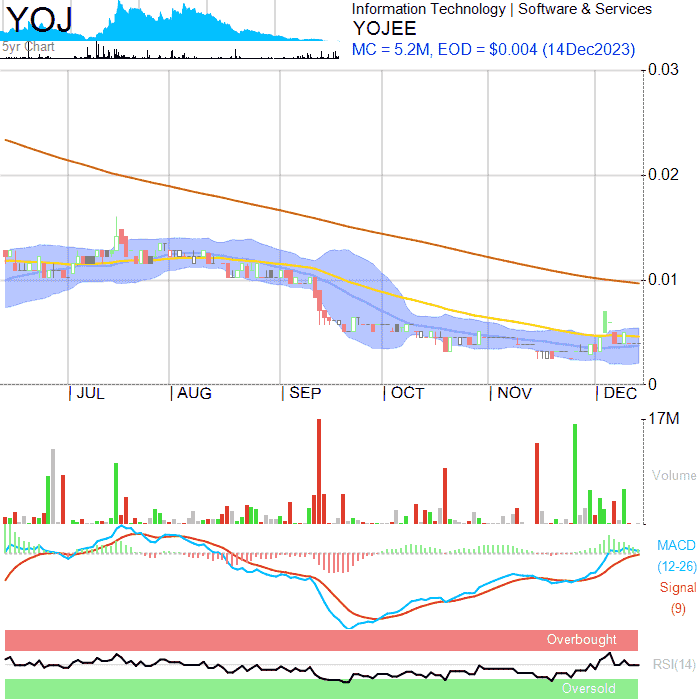 YOJ
5yr Chart
Information Technology | Software & Services
YOJEE
MC = 5.2M, EOD = $0.004 (14Dec2023)
0.03
0.02
0.01
0
| JUL | AUG | SEP | OCT | NOV | DEC
17M
Volume
MACD
(12-26)
Signal
(9)
Overbought
RSI(14)
Oversold